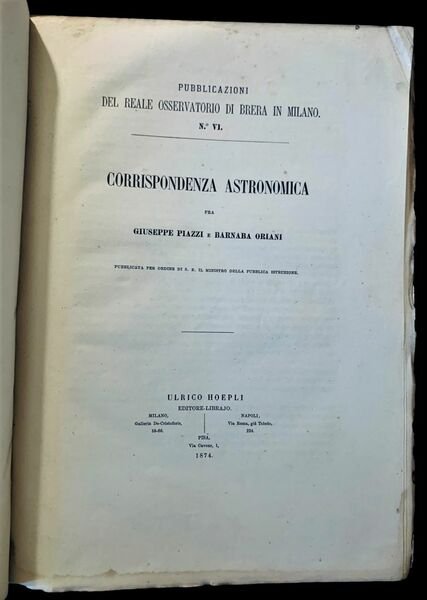 PUBBLICAZIONI
DEL REALE OSSERVATORIO DI BRERA IN MILANO.
N.º VI.
CORRISPONDENZA ASTRONOMICA
FRA
GIUSEPPE PIAZZI E BARNABA ORIANI
PUBBLICATA PER ORDINE DI S. E. IL MINISTRO DELLA PUBBLICA ISTRUZIONE.
ULRICO HOEPLI
EDITORE-LIBRAJO.
MILANO,
Galleria De-Cristoforis,
59-60.
NAPOLI,
Via Roma, già Toledo,
224.
PISA,
Via Cavour, 1,
1874.